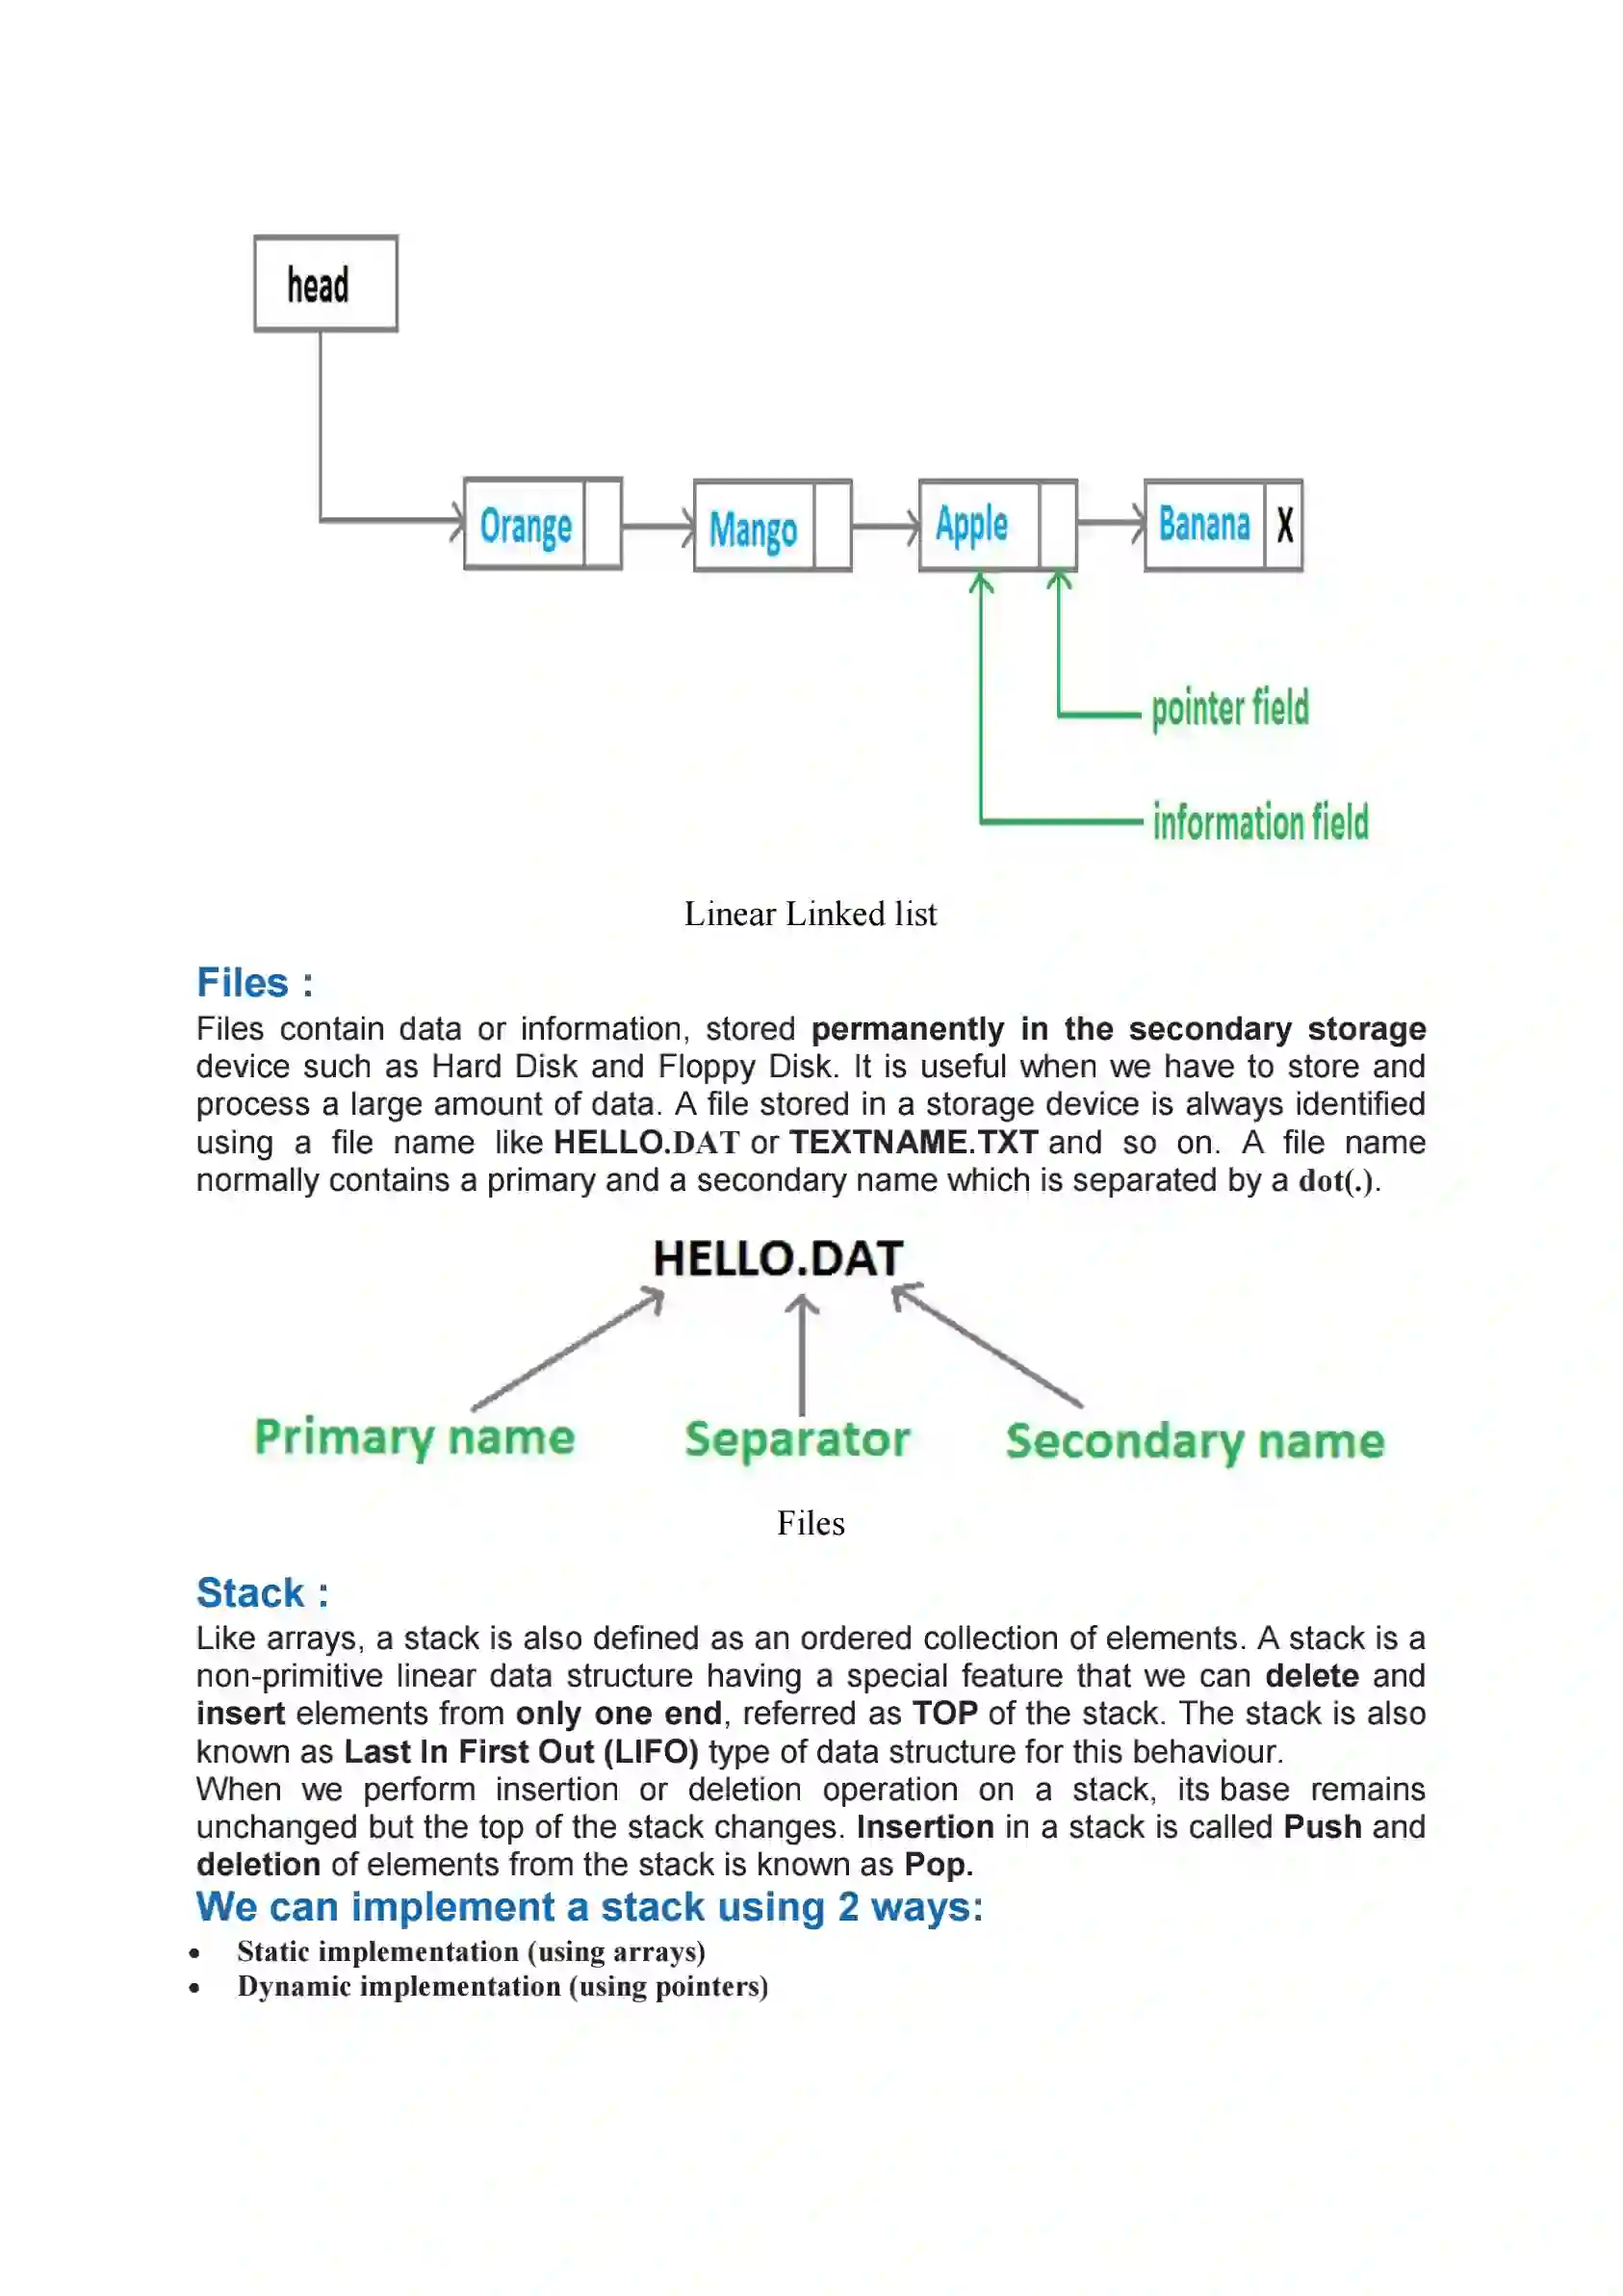 head
Orange
Mango
Apple
Banana
X
pointer field
information field
Linear Linked list
Files :
Files contain data or information, stored permanently in the secondary storage
device such as Hard Disk and Floppy Disk. It is useful when we have to store and
process a large amount of data. A file stored in a storage device is always identified
using a file name like HELLO.DAT or TEXTNAME.TXT and so on. A file name
normally contains a primary and a secondary name which is separated by a dot(.).
HELLO.DAT
Primary name
Separator
Secondary name
Files
Stack :
Like arrays, a stack is also defined as an ordered collection of elements. A stack is a
non-primitive linear data structure having a special feature that we can delete and
insert elements from only one end, referred as TOP of the stack. The stack is also
known as Last In First Out (LIFO) type of data structure for this behaviour.
When we perform insertion or deletion operation on a stack, its base remains
unchanged but the top of the stack changes. Insertion in a stack is called Push and
deletion of elements from the stack is known as Pop.
We can implement a stack using 2 ways:
• Static implementation (using arrays)
• Dynamic implementation (using pointers)